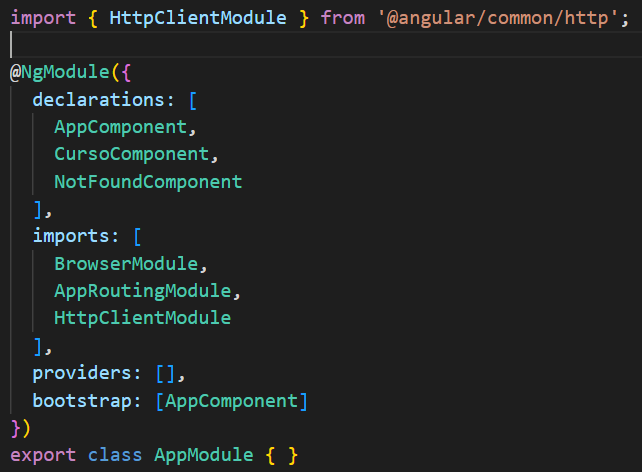 import { HttpClientModule } from '@angular/common/http';
@NgModule({
declarations: [
AppComponent,
CursoComponent,
NotFoundComponent
],
imports: [
BrowserModule,
AppRoutingModule,
HttpClientModule
],
providers: [],
bootstrap: [AppComponent]
})
export class AppModule { }